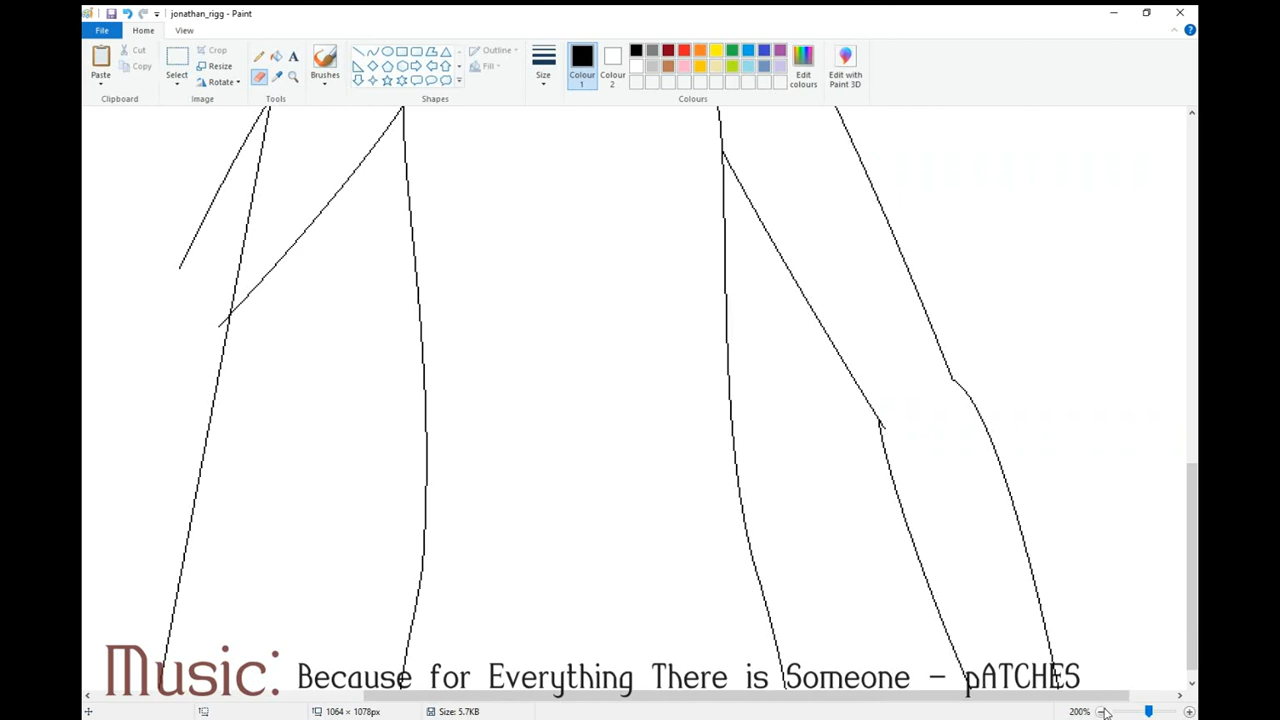 jonathan_rigg - Paint
File Home View
Paste
Cut
Copy
Clipboard
Select
Crop
Resize
Rotate
Image
A
Tools
Brushes
Outline
Fill
Shapes
Size
Colour 1
Colour 2
Edit colours
Colours
Edit with Paint 3D
Music: Because for Everything There is Someone - pATCHES
1064 × 1078px
Size: 5.7KB
200%